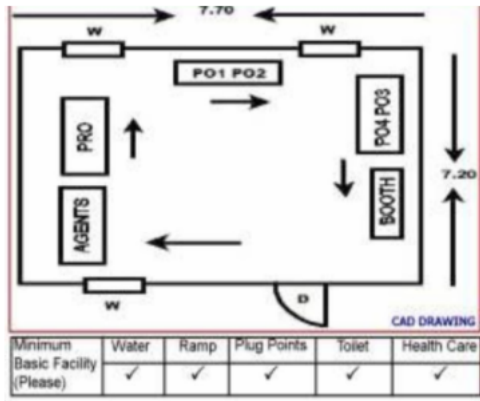 7.70
W
W
PO1 PO2
PRO
PO4 PO3
7.20
AGENTS
BOOTH
W
D
CAD DRAWING
Minimum Basic Facility (Please)
Water
Ramp
Plug Points
Toilet
Health Care
✓ ✓ ✓ ✓ ✓